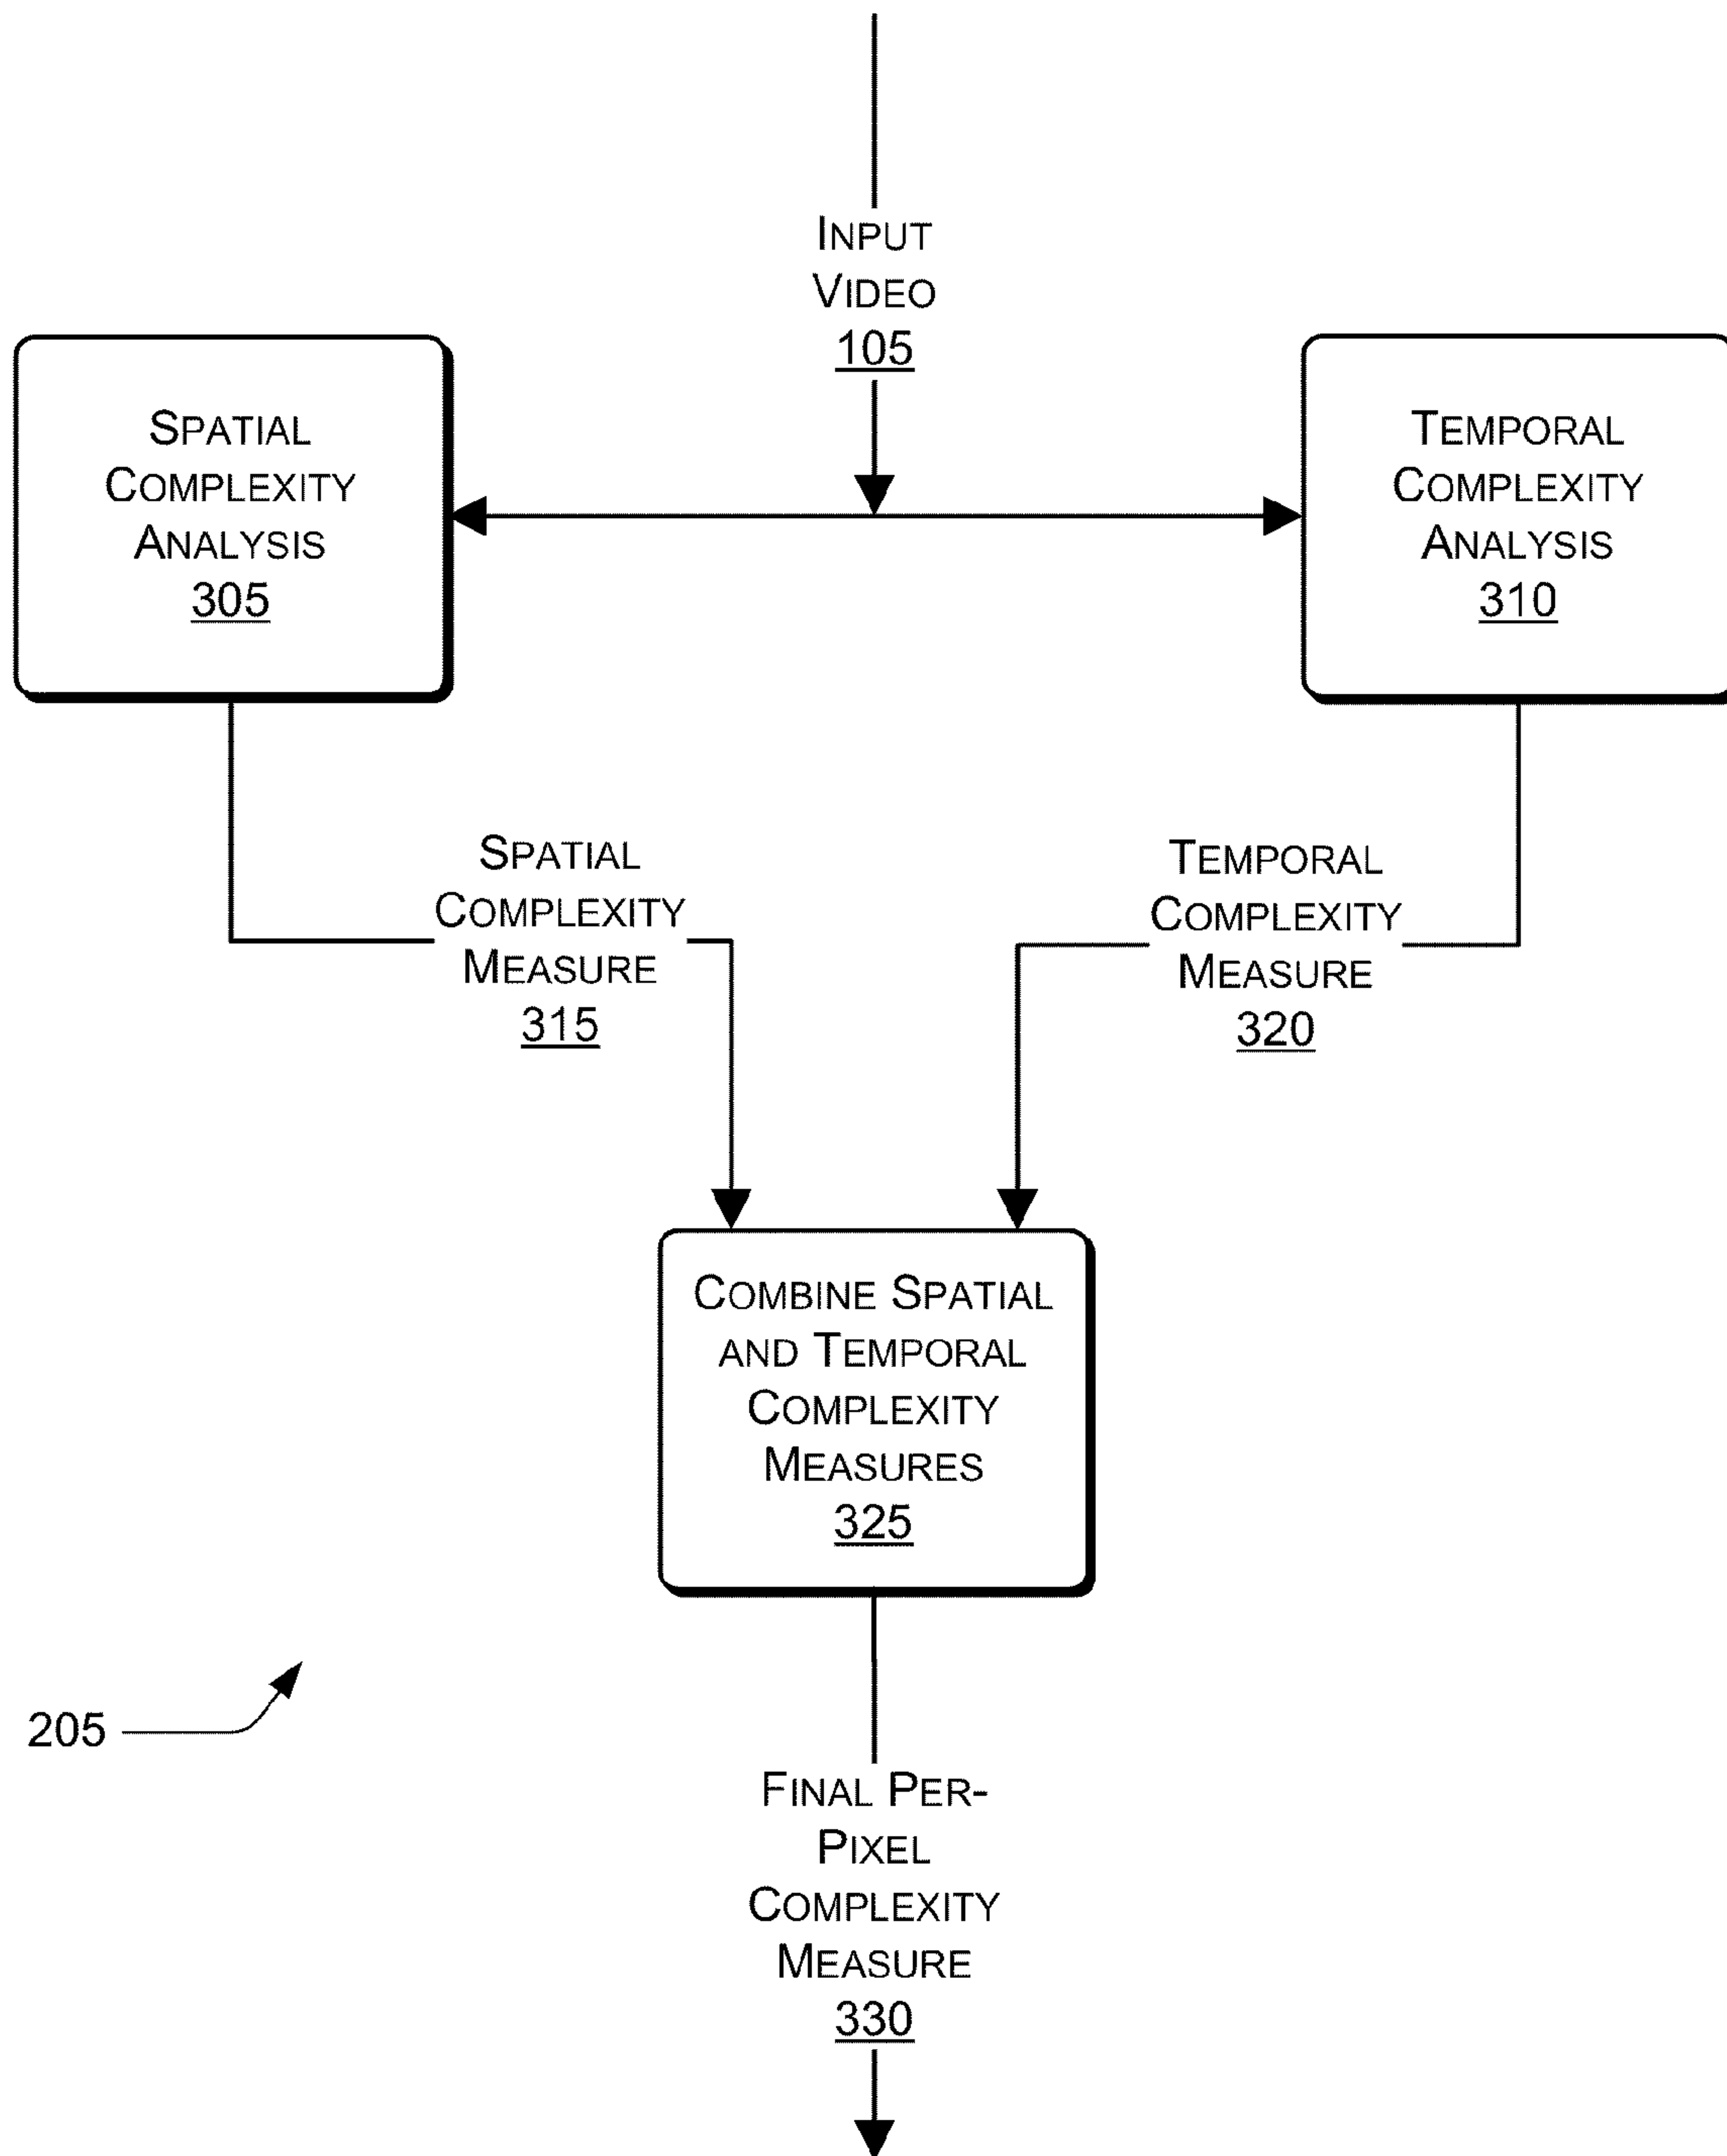 INPUT
VIDEO
105
SPATIAL
COMPLEXITY
ANALYSIS
305
TEMPORAL
COMPLEXITY
ANALYSIS
310
SPATIAL
COMPLEXITY
MEASURE
315
TEMPORAL
COMPLEXITY
MEASURE
320
COMBINE SPATIAL
AND TEMPORAL
COMPLEXITY
MEASURES
325
205
FINAL PER-
PIXEL
COMPLEXITY
MEASURE
330